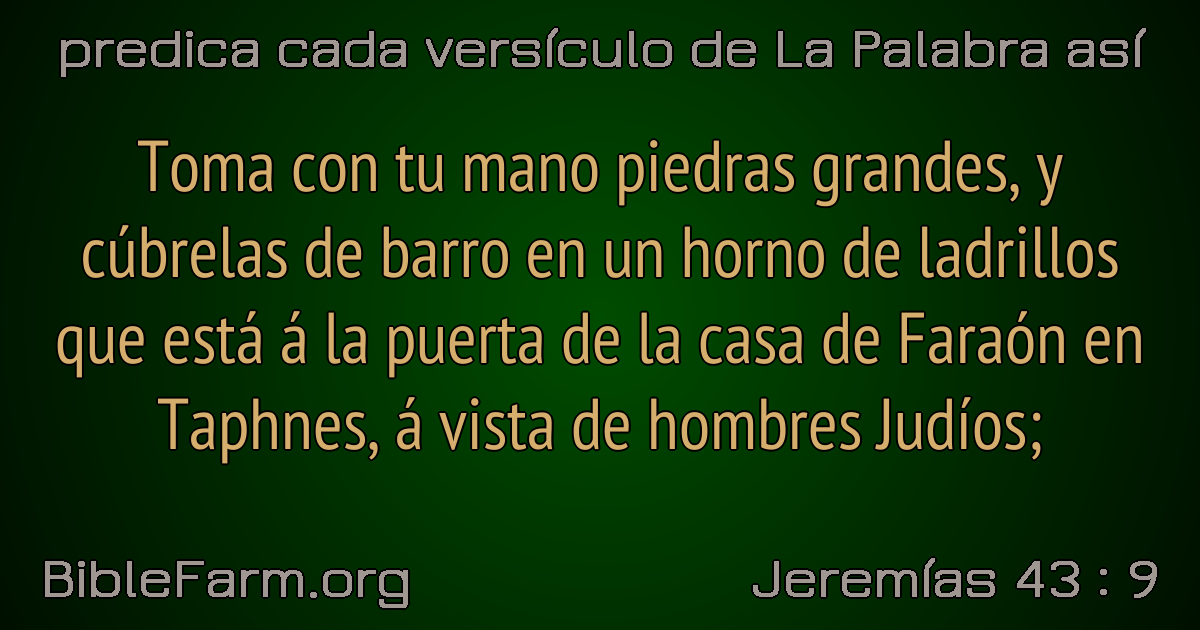 predica cada versículo de La Palabra así
Toma con tu mano piedras grandes, y
cúbrelas de barro en un horno de ladrillos
que está á la puerta de la casa de Faraón en
Taphnes, á vista de hombres Judíos;
BibleFarm.org
Jeremías 43 : 9